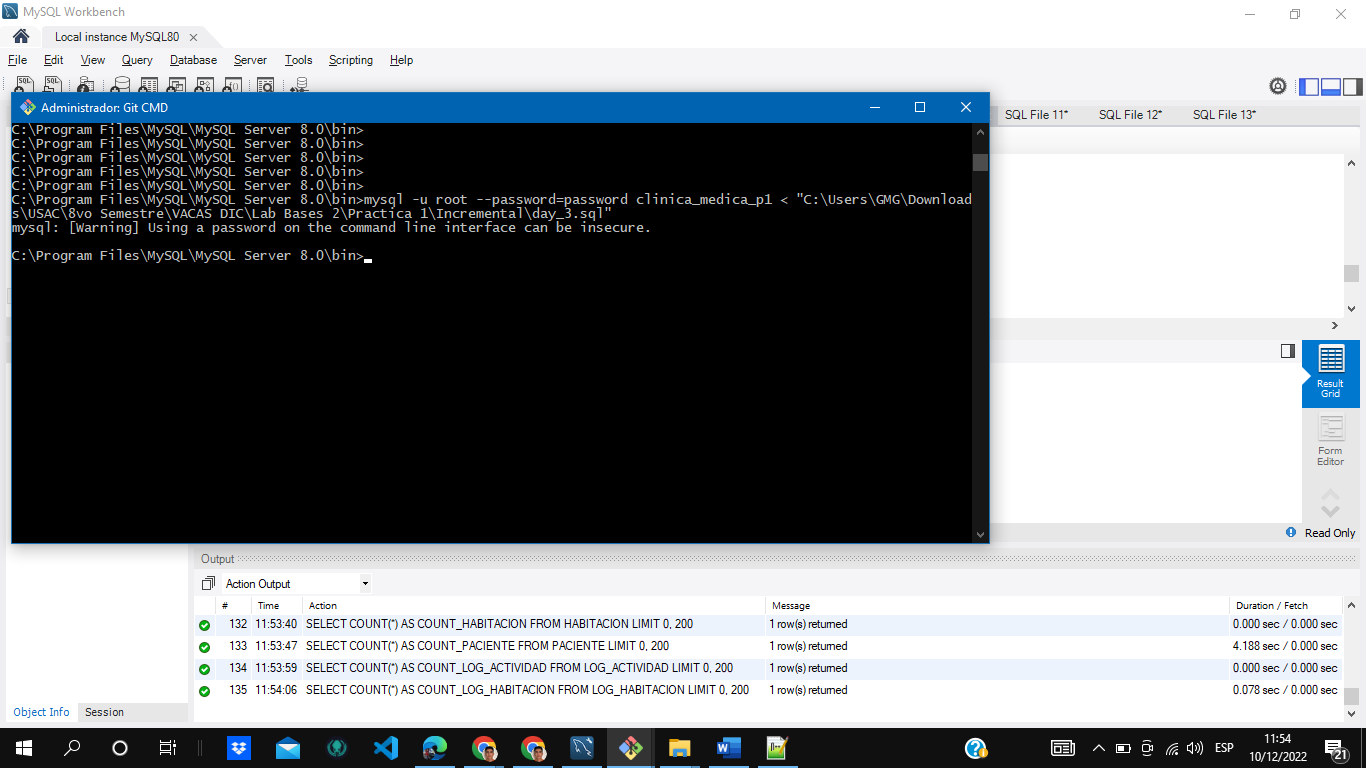 MySQL Workbench
Local instance MySQL80
File Edit View Query Database Server Tools Scripting Help
Administrador: Git CMD
SQL File 11* SQL File 12* SQL File 13*
C:\Program Files\MySQL\MySQL Server 8.0\bin>
C:\Program Files\MySQL\MySQL Server 8.0\bin>
C:\Program Files\MySQL\MySQL Server 8.0\bin>
C:\Program Files\MySQL\MySQL Server 8.0\bin>
C:\Program Files\MySQL\MySQL Server 8.0\bin>
C:\Program Files\MySQL\MySQL Server 8.0\bin>mysql -u root --password=password clinica_medica_p1 < "C:\Users\GMG\Download
s\USAC\8vo Semestre\VACAS DIC\Lab Bases 2\Practica 1\Incremental\day_3.sql"
mysql: [Warning] Using a password on the command line interface can be insecure.
C:\Program Files\MySQL\MySQL Server 8.0\bin>
Result
Grid
Form
Editor
Read Only
Output
Action Output
# Time Action Message Duration / Fetch
132 11:53:40 SELECT COUNT(*) AS COUNT_HABITACION FROM HABITACION LIMIT 0, 200 1 row(s) returned 0.000 sec / 0.000 sec
133 11:53:47 SELECT COUNT(*) AS COUNT_PACIENTE FROM PACIENTE LIMIT 0, 200 1 row(s) returned 4.188 sec / 0.000 sec
134 11:53:59 SELECT COUNT(*) AS COUNT_LOG_ACTIVIDAD FROM LOG_ACTIVIDAD LIMIT 0, 200 1 row(s) returned 0.000 sec / 0.000 sec
135 11:54:06 SELECT COUNT(*) AS COUNT_LOG_HABITACION FROM LOG_HABITACION LIMIT 0, 200 1 row(s) returned 0.078 sec / 0.000 sec
Object Info Session
ESP
11:54
10/12/2022
21